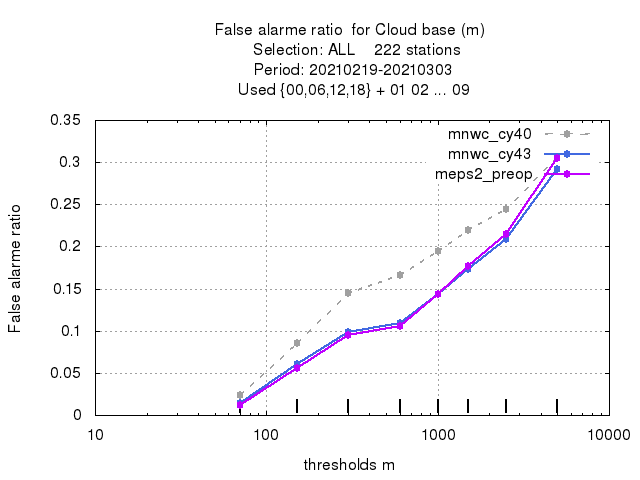 False alarme ratio  for Cloud base (m)
Selection: ALL    222 stations
Period: 20210219-20210303
Used {00,06,12,18} + 01 02 ... 09
mnwc_cy40
mnwc_cy43
meps2_preop
False alarme ratio
0.35
0.3
0.25
0.2
0.15
0.1
0.05
0
10
100
1000
10000
thresholds m